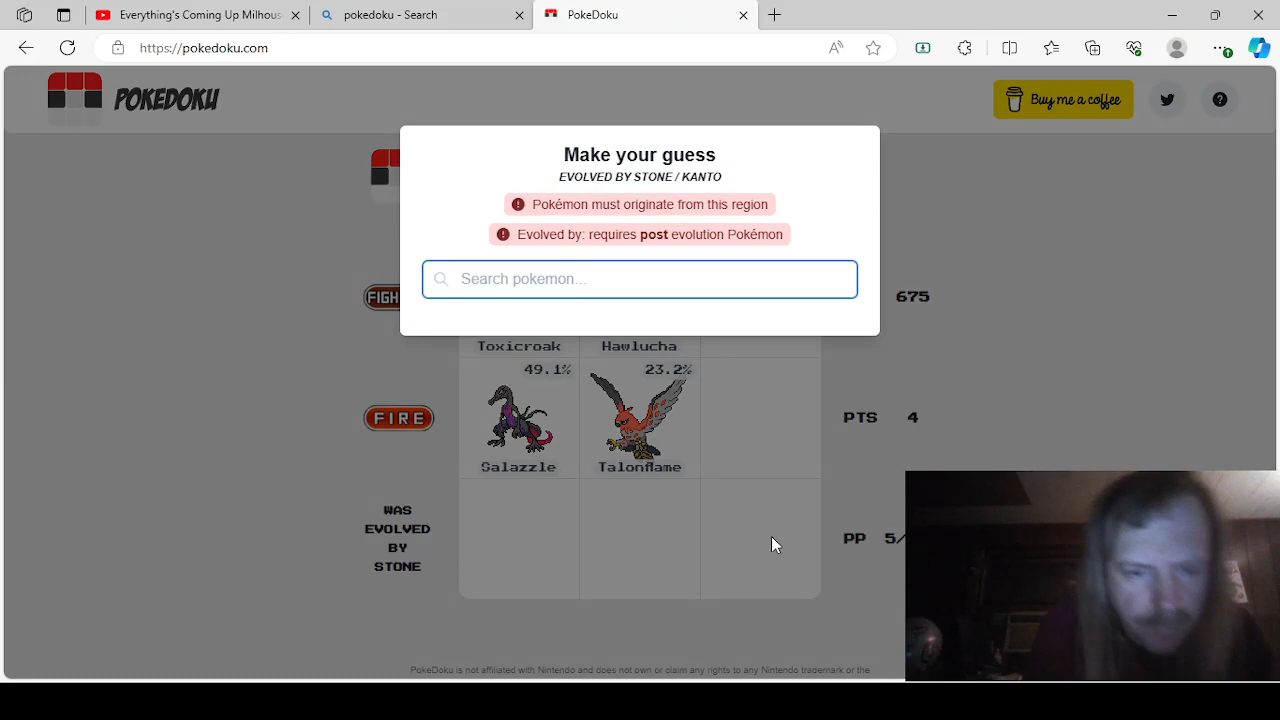 Everything's Coming Up Milhous
pokedoku - Search
PokeDoku
https://pokedoku.com
POKEDOKU
Buy me a coffee
Make your guess
EVOLVED BY STONE / KANTO
Pokémon must originate from this region
Evolved by: requires post evolution Pokémon
Search pokemon...
FIGH
675
Toxicroak
Hawlucha
49.1%
23.2%
FIRE
PTS 4
Salazzle
Talonflame
WAS
EVOLVED
BY
STONE
PP 5/
PokeDoku is not affiliated with Nintendo and does not own or claim any rights to any Nintendo trademark or the